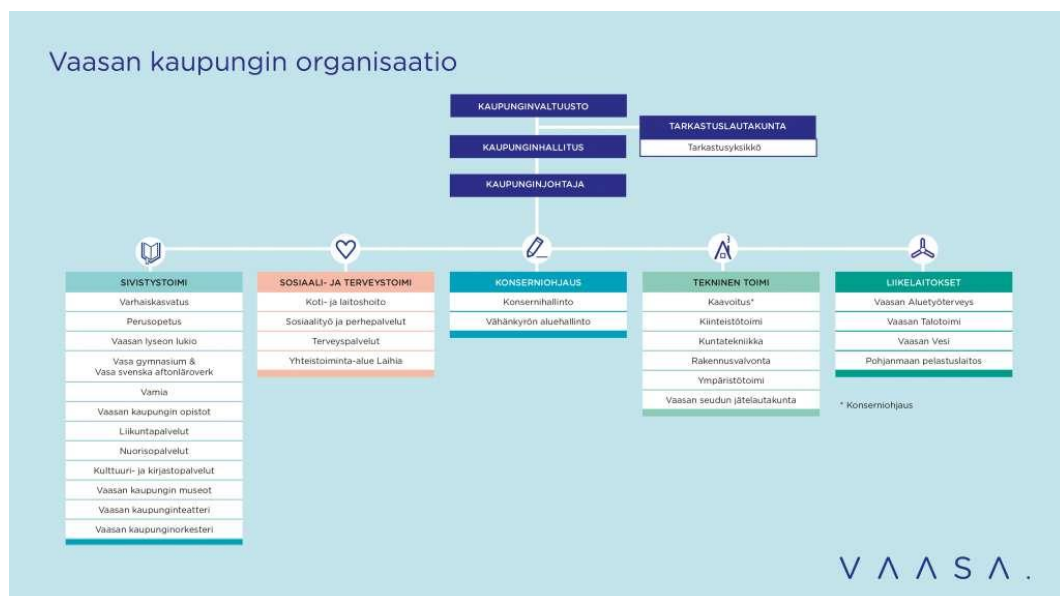 Vaasan kaupungin organisaatio
KAUPUNGINVALTUUSTO
TARKASTUSLAUTAKUNTA
Tarkastusyksikkö
KAUPUNGINHALLITUS
KAUPUNGINJOHTAJA
SIVISTYSTOIMI
Varhaiskasvatus
Perusopetus
Vaasan lyseon lukio
Vasa gymnasium &
Vasa svenska aftonläroverk
Vamia
Vaasan kaupungin opistot
Liikuntapalvelut
Nuorisopalvelut
Kulttuuri- ja kirjastopalvelut
Vaasan kaupungin museot
Vaasan kaupunginteatteri
Vaasan kaupunginorkesteri
SOSIAALI- JA TERVEYSTOIMI
Koti- ja laitoshoito
Sosiaalityö ja perhepalvelut
Terveyspalvelut
Yhteistoiminta-alue Laihia
KONSERNIOHJAUS
Konsernihallinto
Vähänkyrön aluehallinto
TEKNINEN TOIMI
Kaavoitus*
Kiinteistötoimi
Kuntatekniikka
Rakennusvalvonta
Ympäristötoimi
Vaasan seudun jätelautakunta
LIIKELAITOKSET
Vaasan Aluetyöterveys
Vaasan Talotoimi
Vaasan Vesi
Pohjanmaan pelastuslaitos
* Konserniohjaus
VAASA.